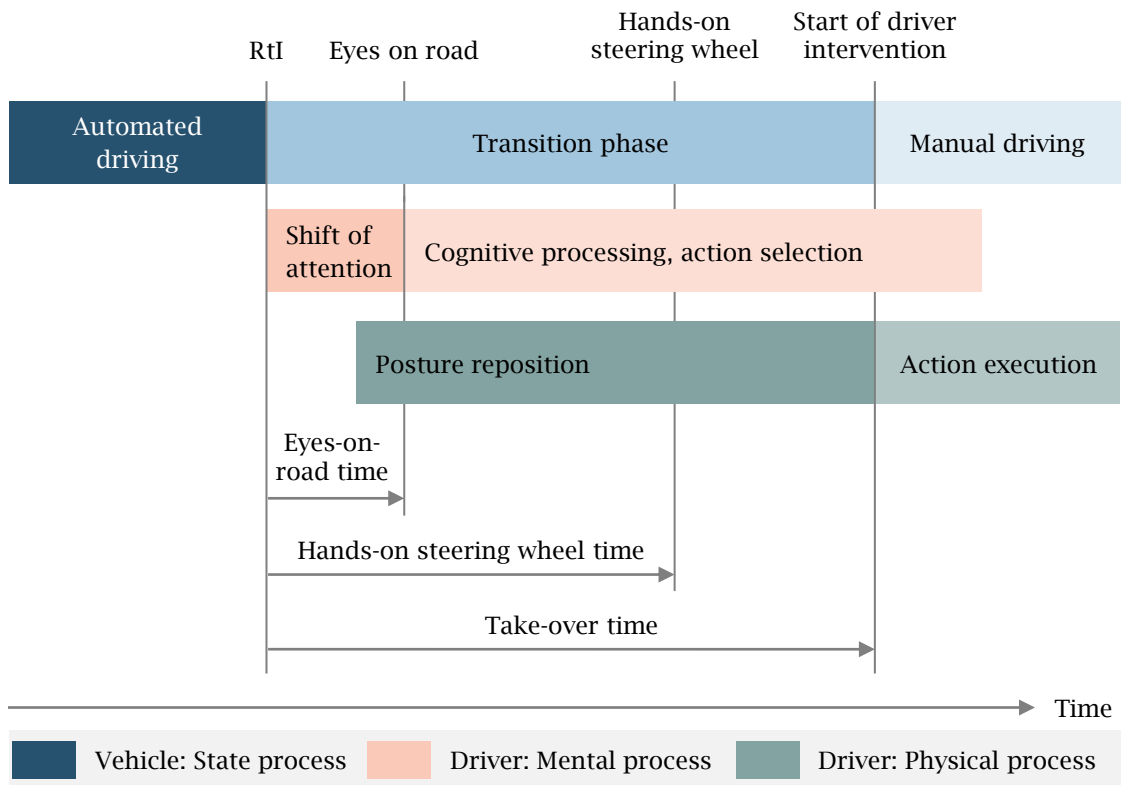 Hands-on
steering wheel
Start of driver
intervention
RtI
Eyes on road
Automated
driving
Transition phase
Manual driving
Shift of
attention
Cognitive processing, action selection
Posture reposition
Action execution
Eyes-on-
road time
Hands-on steering wheel time
Take-over time
Time
Vehicle: State process
Driver: Mental process
Driver: Physical process